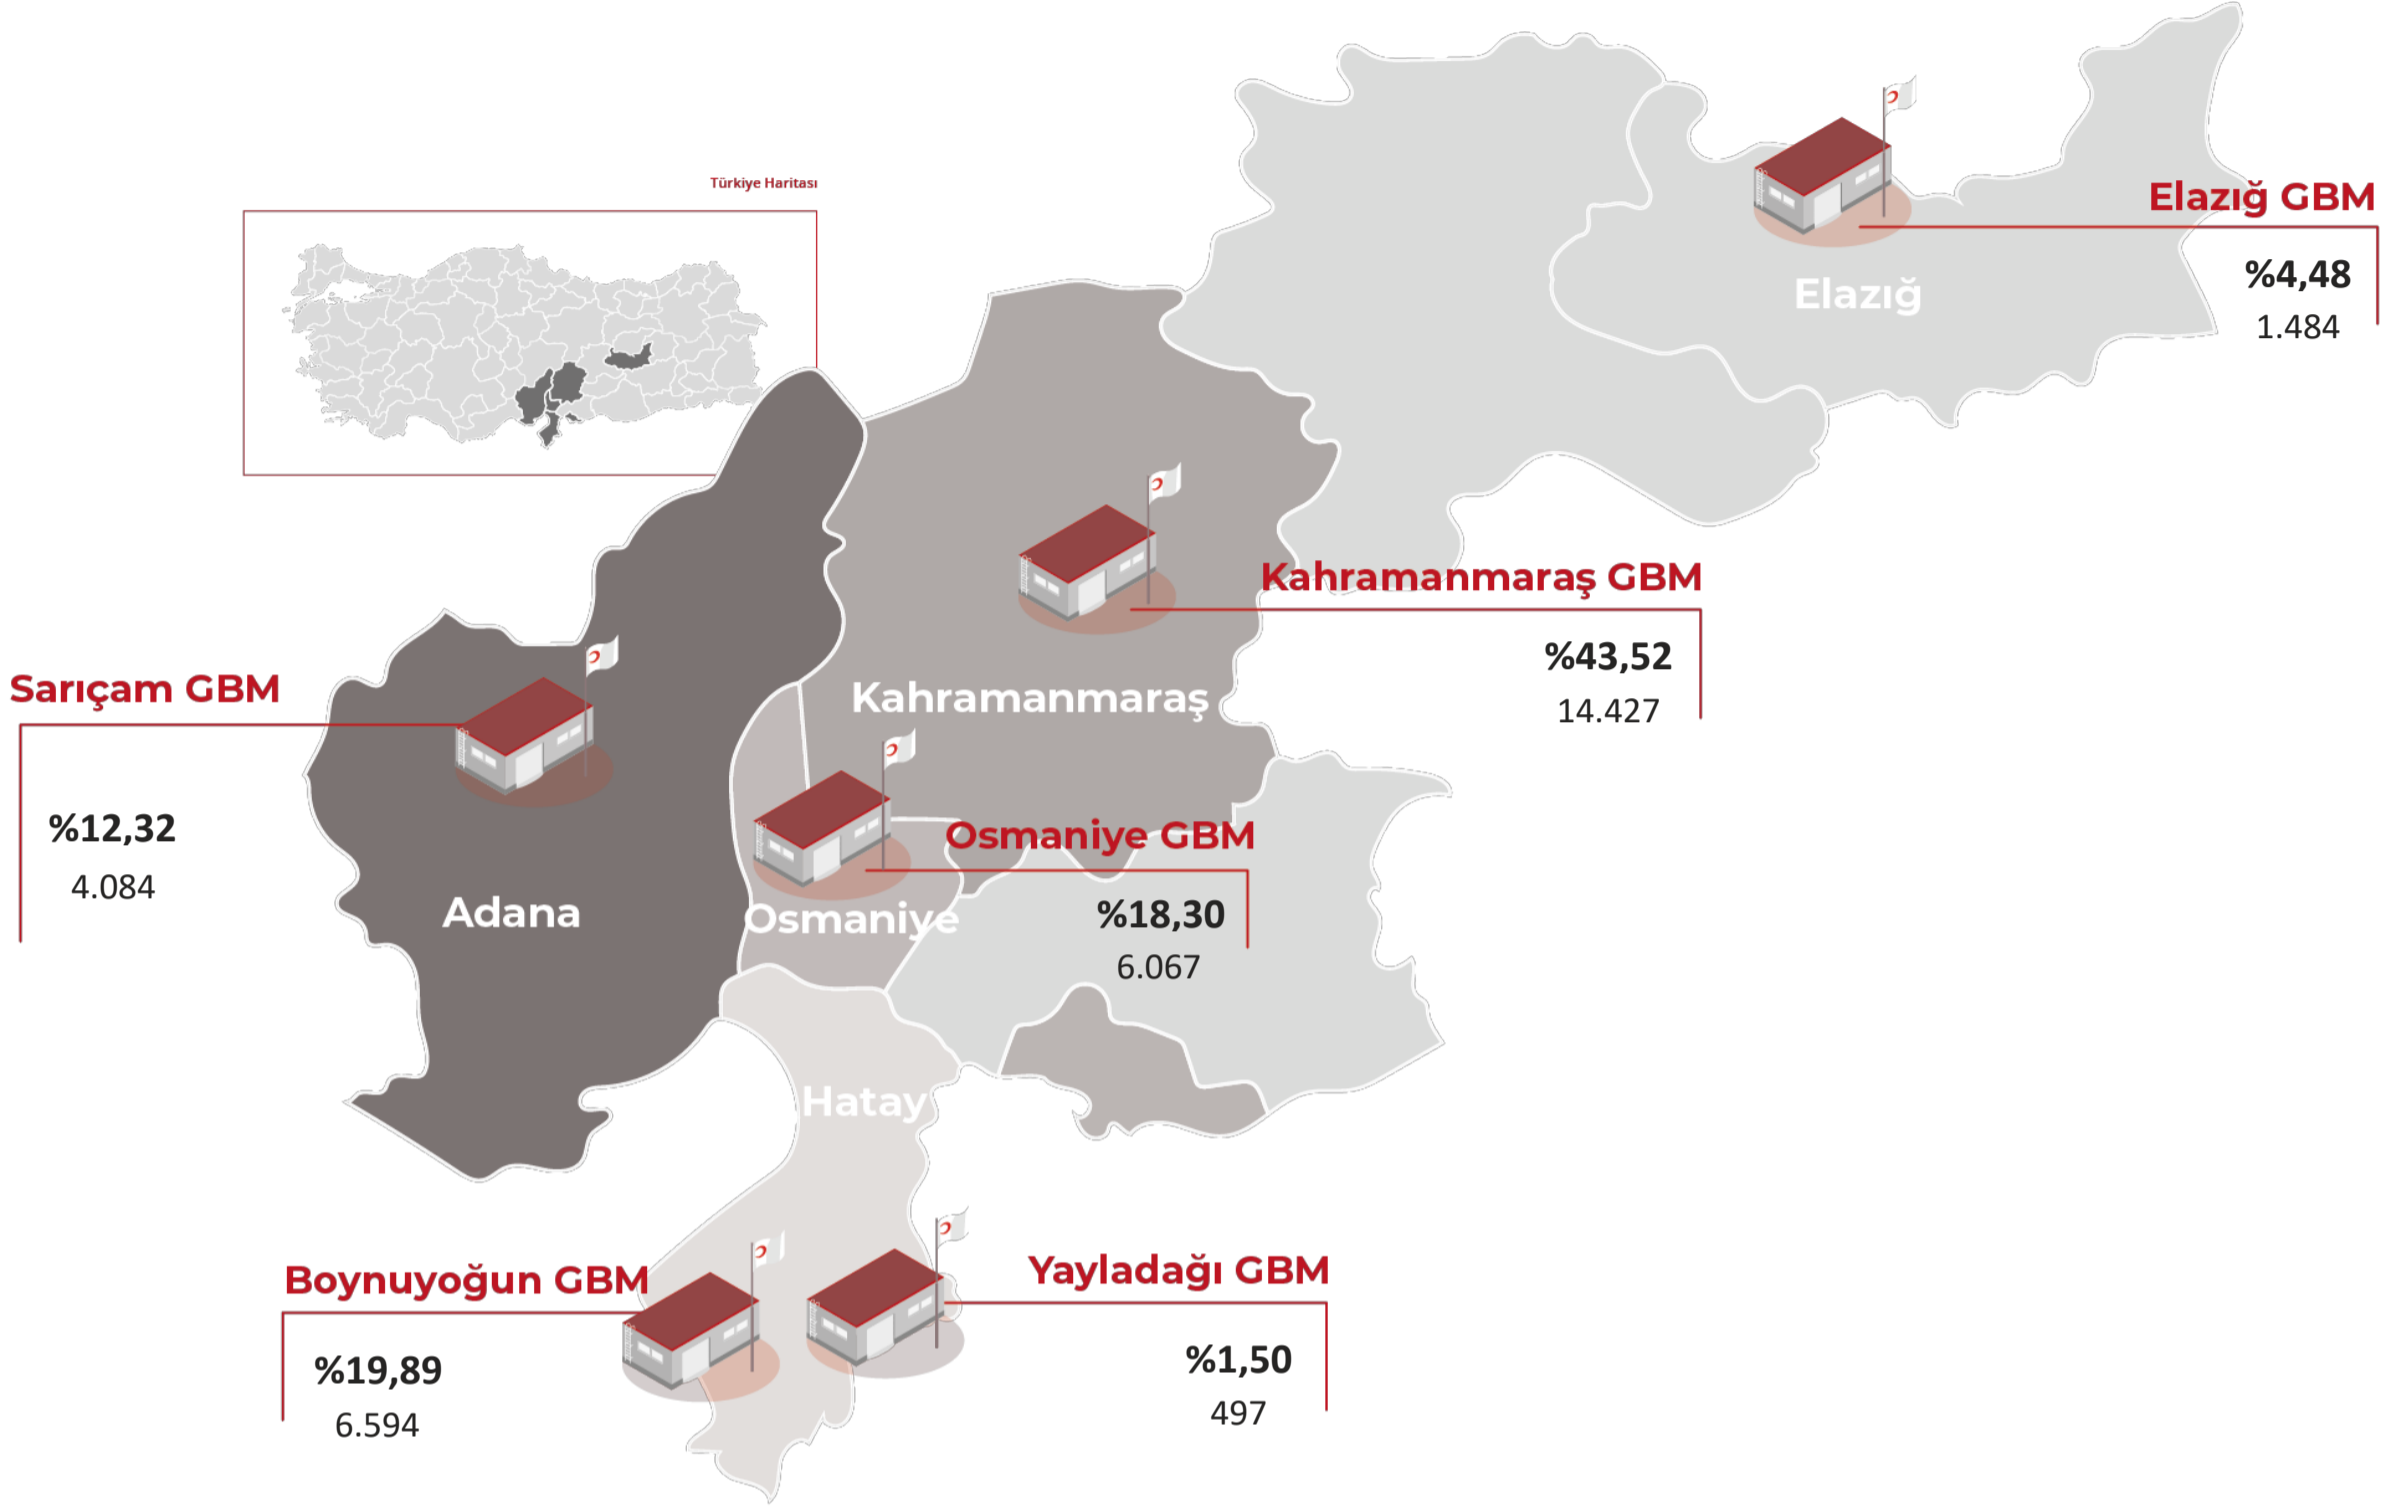 Türkiye Haritası
Elazığ GBM
%4,48
1.484
Elazığ
Kahramanmaraş GBM
%43,52
14.427
Kahramanmaraş
Sarıçam GBM
%12,32
4.084
Adana
Osmaniye GBM
%18,30
6.067
Osmaniye
Hatay
Boynuyoğun GBM
%19,89
6.594
Yayladağı GBM
%1,50
497